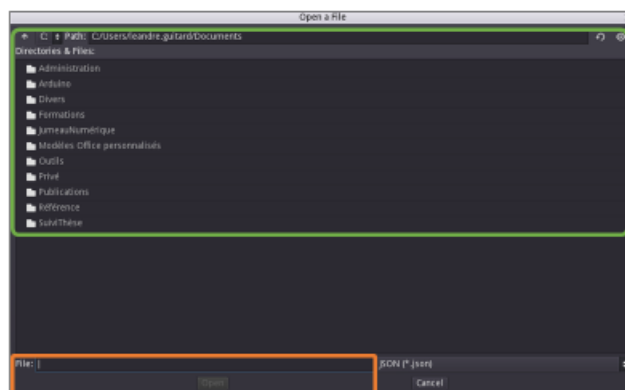 Open a File
C: Path: C:/Users/leandre.guitard/Documents
Directories & Files:
Administration
Arduino
Divers
Formations
JumeauNumérique
Modèles Office personnalisés
Outils
Privé
Publications
Référence
SuiviThèse
File: JSON (*.json)
Open Cancel